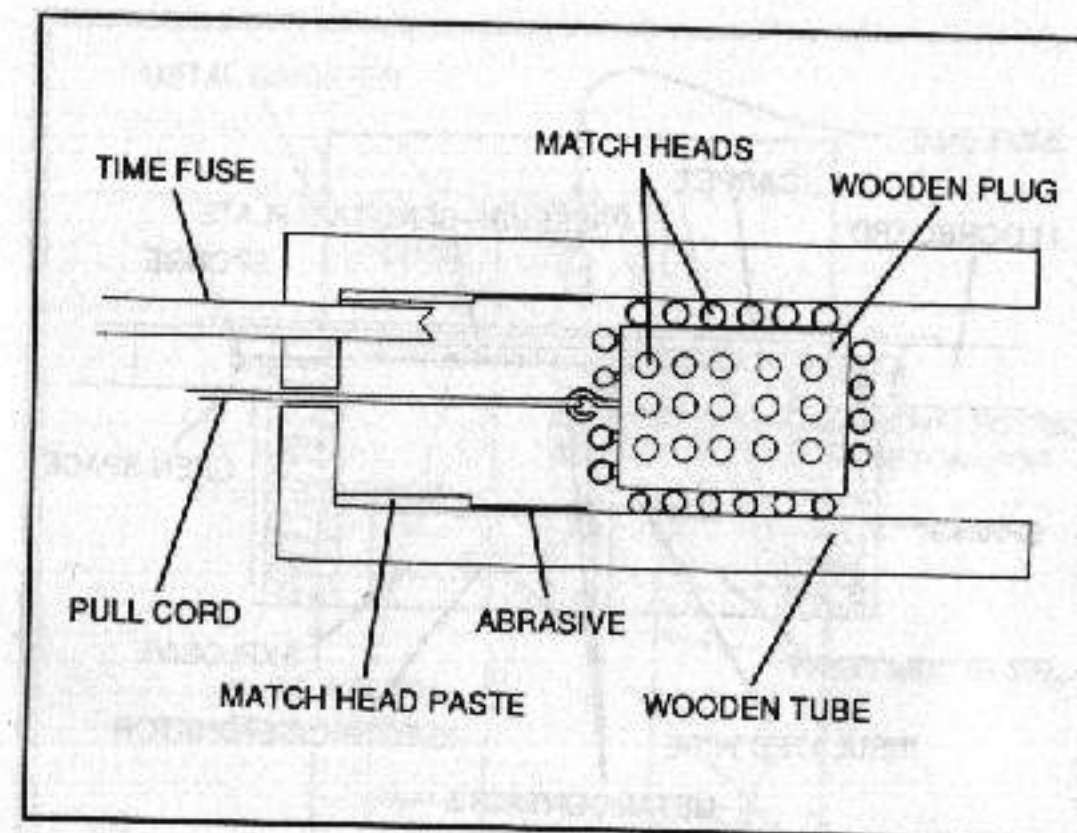 MATCH HEADS
TIME FUSE
WOODEN PLUG
PULL CORD
ABRASIVE
MATCH HEAD PASTE
WOODEN TUBE